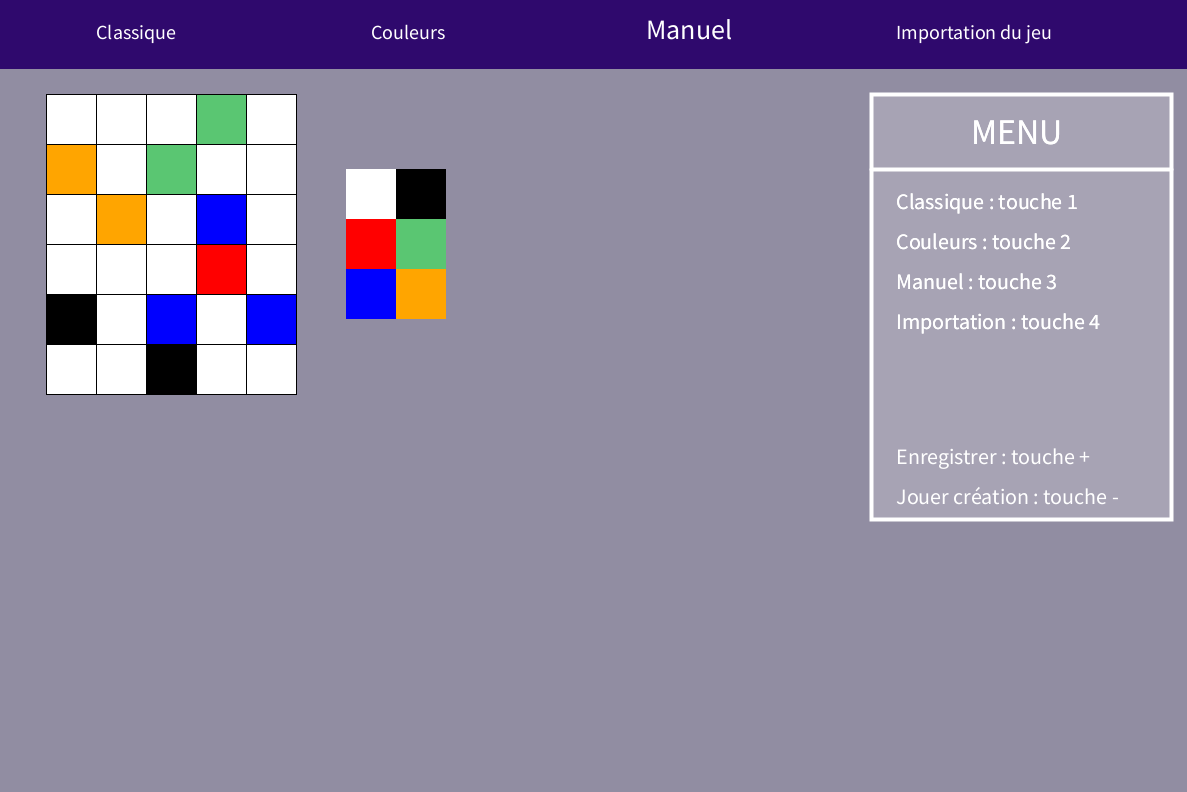 Classique
Couleurs
Manuel
Importation du jeu
MENU
Classique : touche 1
Couleurs : touche 2
Manuel : touche 3
Importation : touche 4
Enregistrer : touche +
Jouer création : touche -